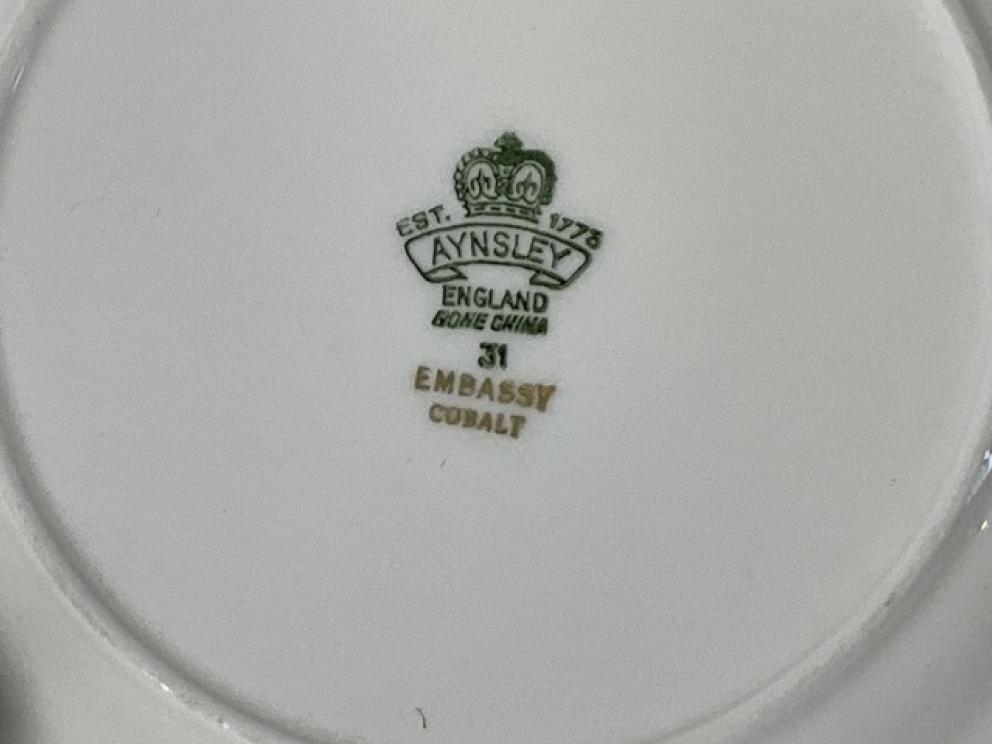 EST. 1775
AYNSLEY
ENGLAND
BONE CHINA
31
EMBASSY
COBALT